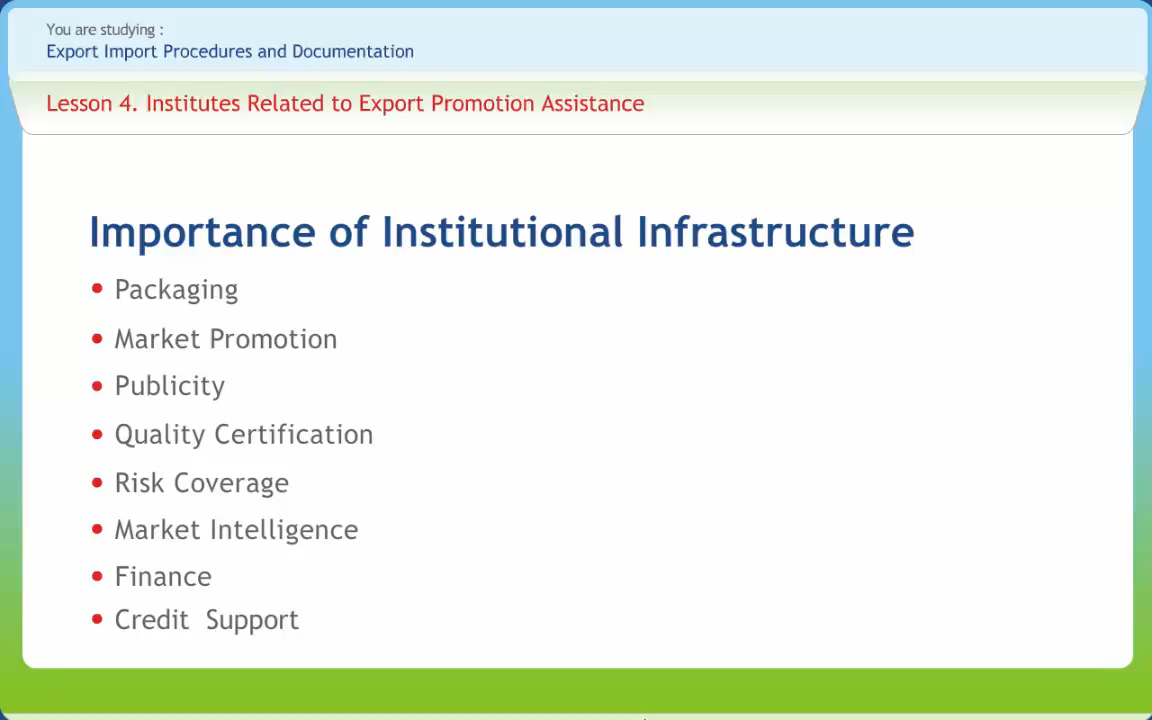 You are studying :
Export Import Procedures and Documentation
Lesson 4. Institutes Related to Export Promotion Assistance
Importance of Institutional Infrastructure
• Packaging
• Market Promotion
• Publicity
• Quality Certification
• Risk Coverage
• Market Intelligence
• Finance
• Credit  Support